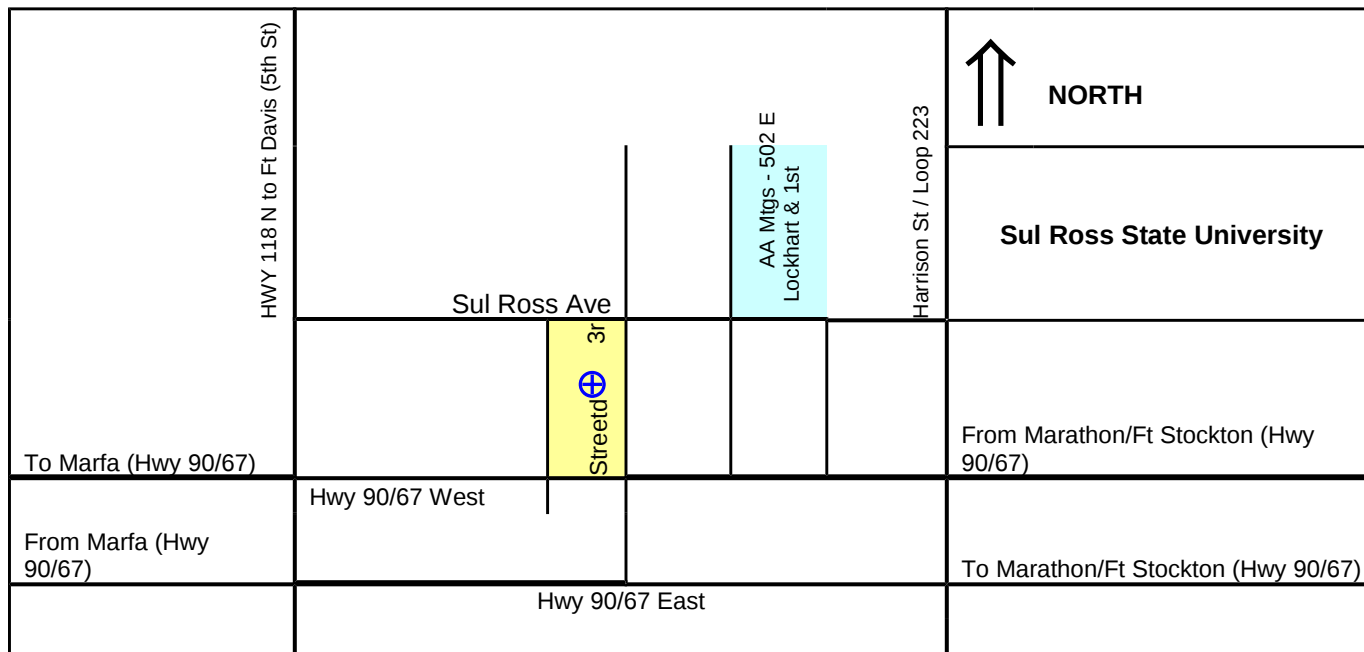 HWY 118 N to Ft Davis (5th St)
AA Mtgs - 502 E
Lockhart & 1st
Harrison St / Loop 223
NORTH
Sul Ross State University
Sul Ross Ave
Streetd 3r
To Marfa (Hwy 90/67)
From Marathon/Ft Stockton (Hwy
90/67)
Hwy 90/67 West
From Marfa (Hwy
90/67)
To Marathon/Ft Stockton (Hwy 90/67)
Hwy 90/67 East